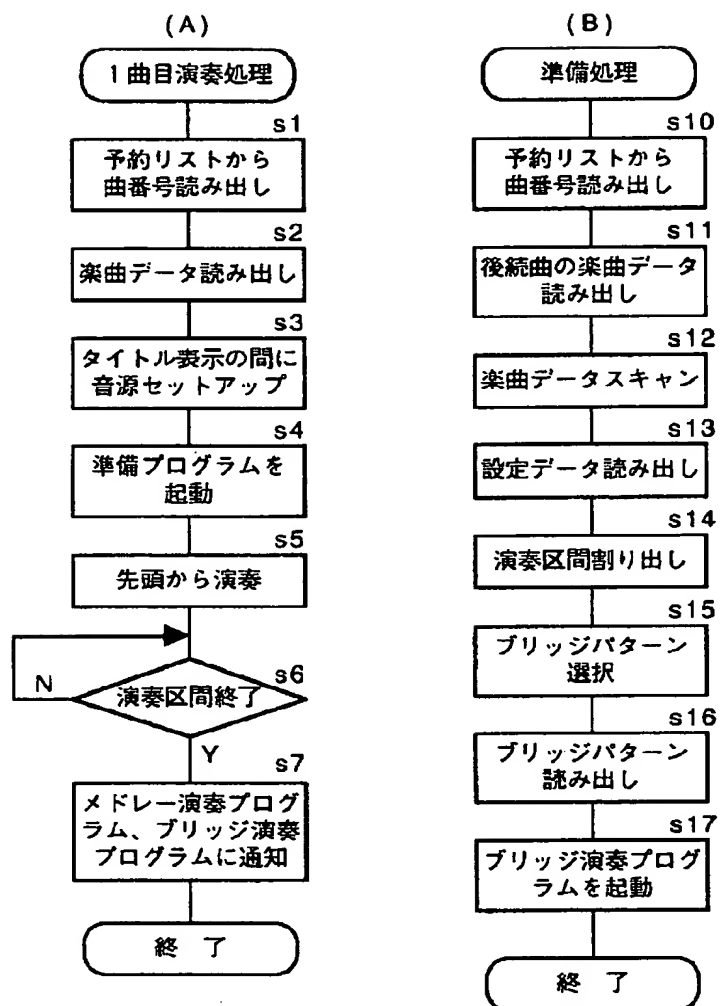 (A)
1曲目演奏処理
s1
予約リストから
曲番号読み出し
s2
楽曲データ読み出し
s3
タイトル表示の間に
音源セットアップ
s4
準備プログラムを
起動
s5
先頭から演奏
s6
演奏区間終了
N
Y
s7
メドレー演奏プログ
ラム、ブリッジ演奏
プログラムに通知
終 了
(B)
準備処理
s10
予約リストから
曲番号読み出し
s11
後続曲の楽曲データ
読み出し
s12
楽曲データスキャン
s13
設定データ読み出し
s14
演奏区間割り出し
s15
ブリッジパターン
選択
s16
ブリッジパターン
読み出し
s17
ブリッジ演奏プログ
ラムを起動
終 了